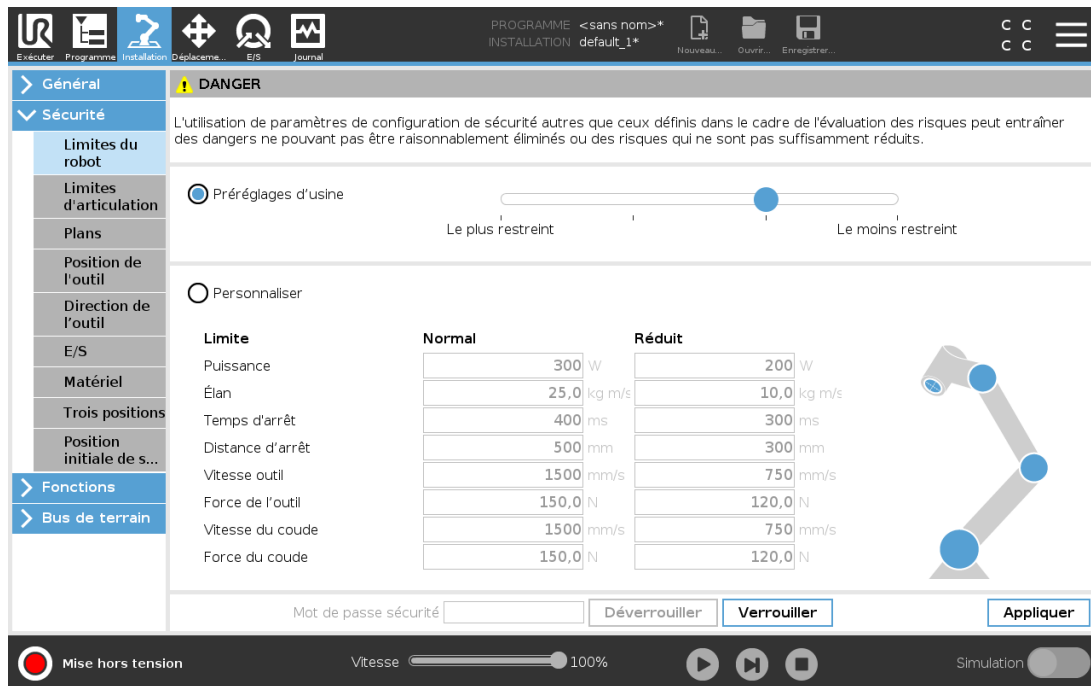 PROGRAMME <sans nom>*
INSTALLATION default_1*
UR
Exécuter Programme Installation Déplaceme... E/S Journal
Nouveau... Ouvrir... Enregistrer...
C C
C C
Général
Sécurité
Limites du
robot
Limites
d'articulation
Plans
Position de
l'outil
Direction de
l’outil
E/S
Matériel
Trois positions
Position
initiale de s...
Fonctions
Bus de terrain
DANGER
L'utilisation de paramètres de configuration de sécurité autres que ceux définis dans le cadre de l'évaluation des risques peut entraîner
des dangers ne pouvant pas être raisonnablement éliminés ou des risques qui ne sont pas suffisamment réduits.
Préréglages d’usine
Le plus restreint Le moins restreint
Personnaliser
Limite Normal Réduit
Puissance 300 W 200 W
Élan 25,0 kg m/s 10,0 kg m/s
Temps d'arrêt 400 ms 300 ms
Distance d’arrêt 500 mm 300 mm
Vitesse outil 1500 mm/s 750 mm/s
Force de l’outil 150,0 N 120,0 N
Vitesse du coude 1500 mm/s 750 mm/s
Force du coude 150,0 N 120,0 N
Mot de passe sécurité Déverrouiller Verrouiller Appliquer
Mise hors tension Vitesse 100% Simulation